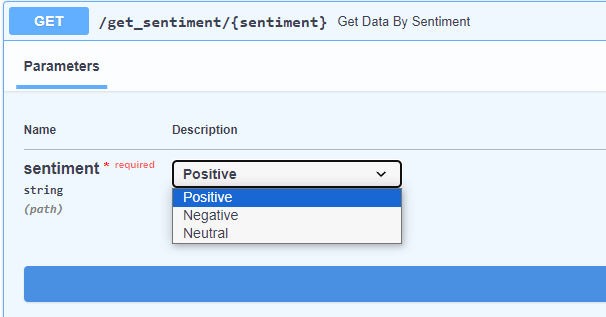 GET /get_sentiment/{sentiment} Get Data By Sentiment
Parameters
Name Description
sentiment * required Positive
string
Positive
(path)
Negative
Neutral